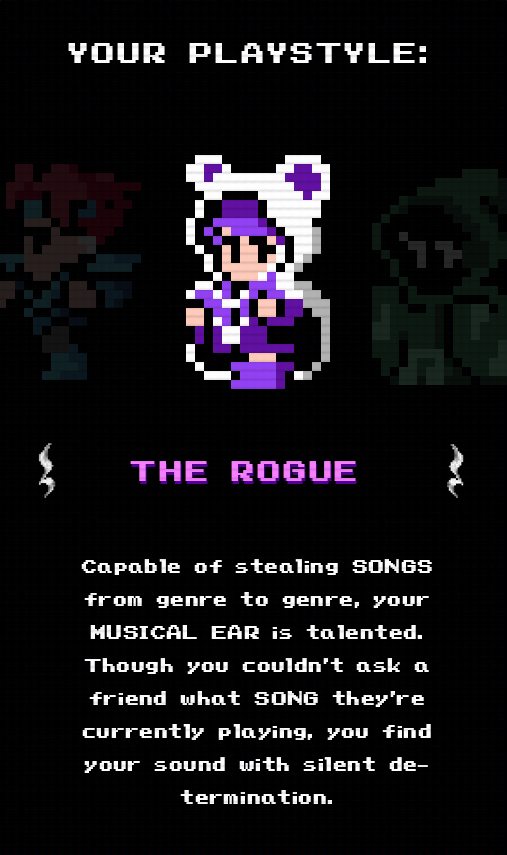 YOUR PLAYSTYLE:
THE ROGUE
Capable of stealing SONGS
from genre to genre, your
MUSICAL EAR is talented.
Though you couldn't ask a
friend what SONG they're
currently playing, you find
your sound with silent de-
termination.